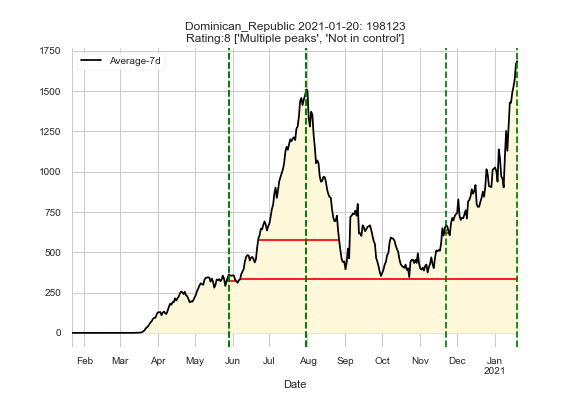 Dominican_Republic 2021-01-20: 198123
Rating:8 ['Multiple peaks', 'Not in control']
Average-7d
1750
1500
1250
1000
750
500
250
0
Feb Mar Apr May Jun Jul Aug Sep Oct Nov Dec Jan
2021
Date